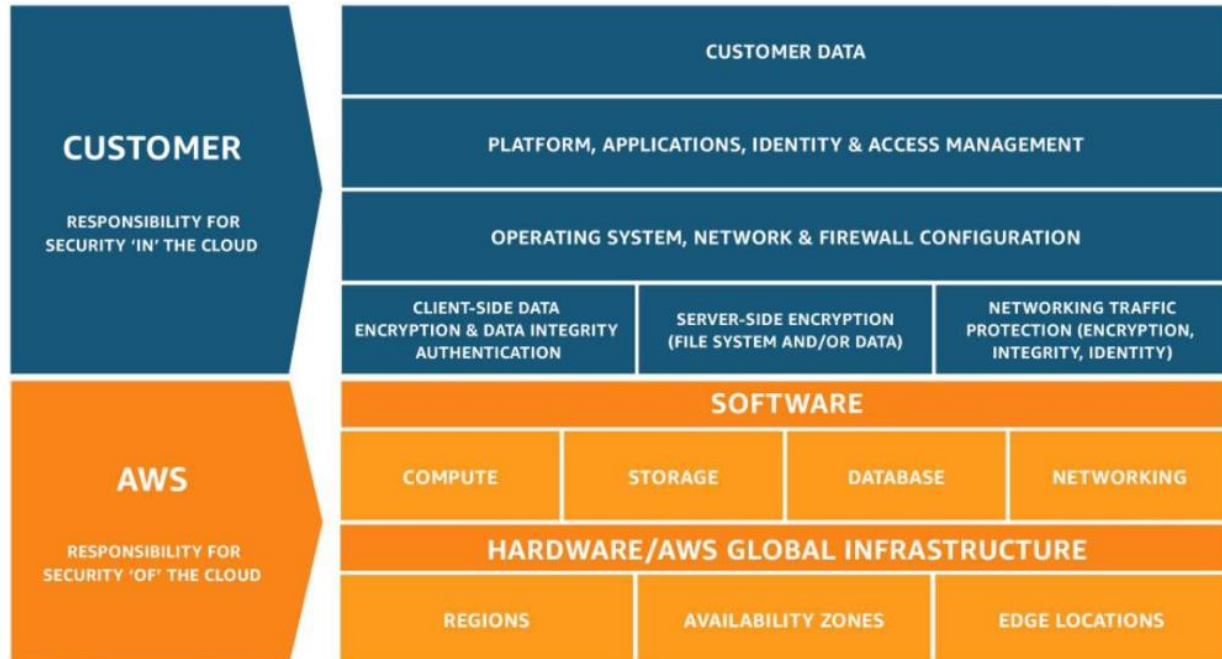 CUSTOMER
RESPONSIBILITY FOR
SECURITY ‘IN’ THE CLOUD
CUSTOMER DATA
PLATFORM, APPLICATIONS, IDENTITY & ACCESS MANAGEMENT
OPERATING SYSTEM, NETWORK & FIREWALL CONFIGURATION
CLIENT-SIDE DATA
ENCRYPTION & DATA INTEGRITY
AUTHENTICATION
SERVER-SIDE ENCRYPTION
(FILE SYSTEM AND/OR DATA)
NETWORKING TRAFFIC
PROTECTION (ENCRYPTION,
INTEGRITY, IDENTITY)
AWS
RESPONSIBILITY FOR
SECURITY ‘OF’ THE CLOUD
SOFTWARE
COMPUTE
STORAGE
DATABASE
NETWORKING
HARDWARE/AWS GLOBAL INFRASTRUCTURE
REGIONS
AVAILABILITY ZONES
EDGE LOCATIONS